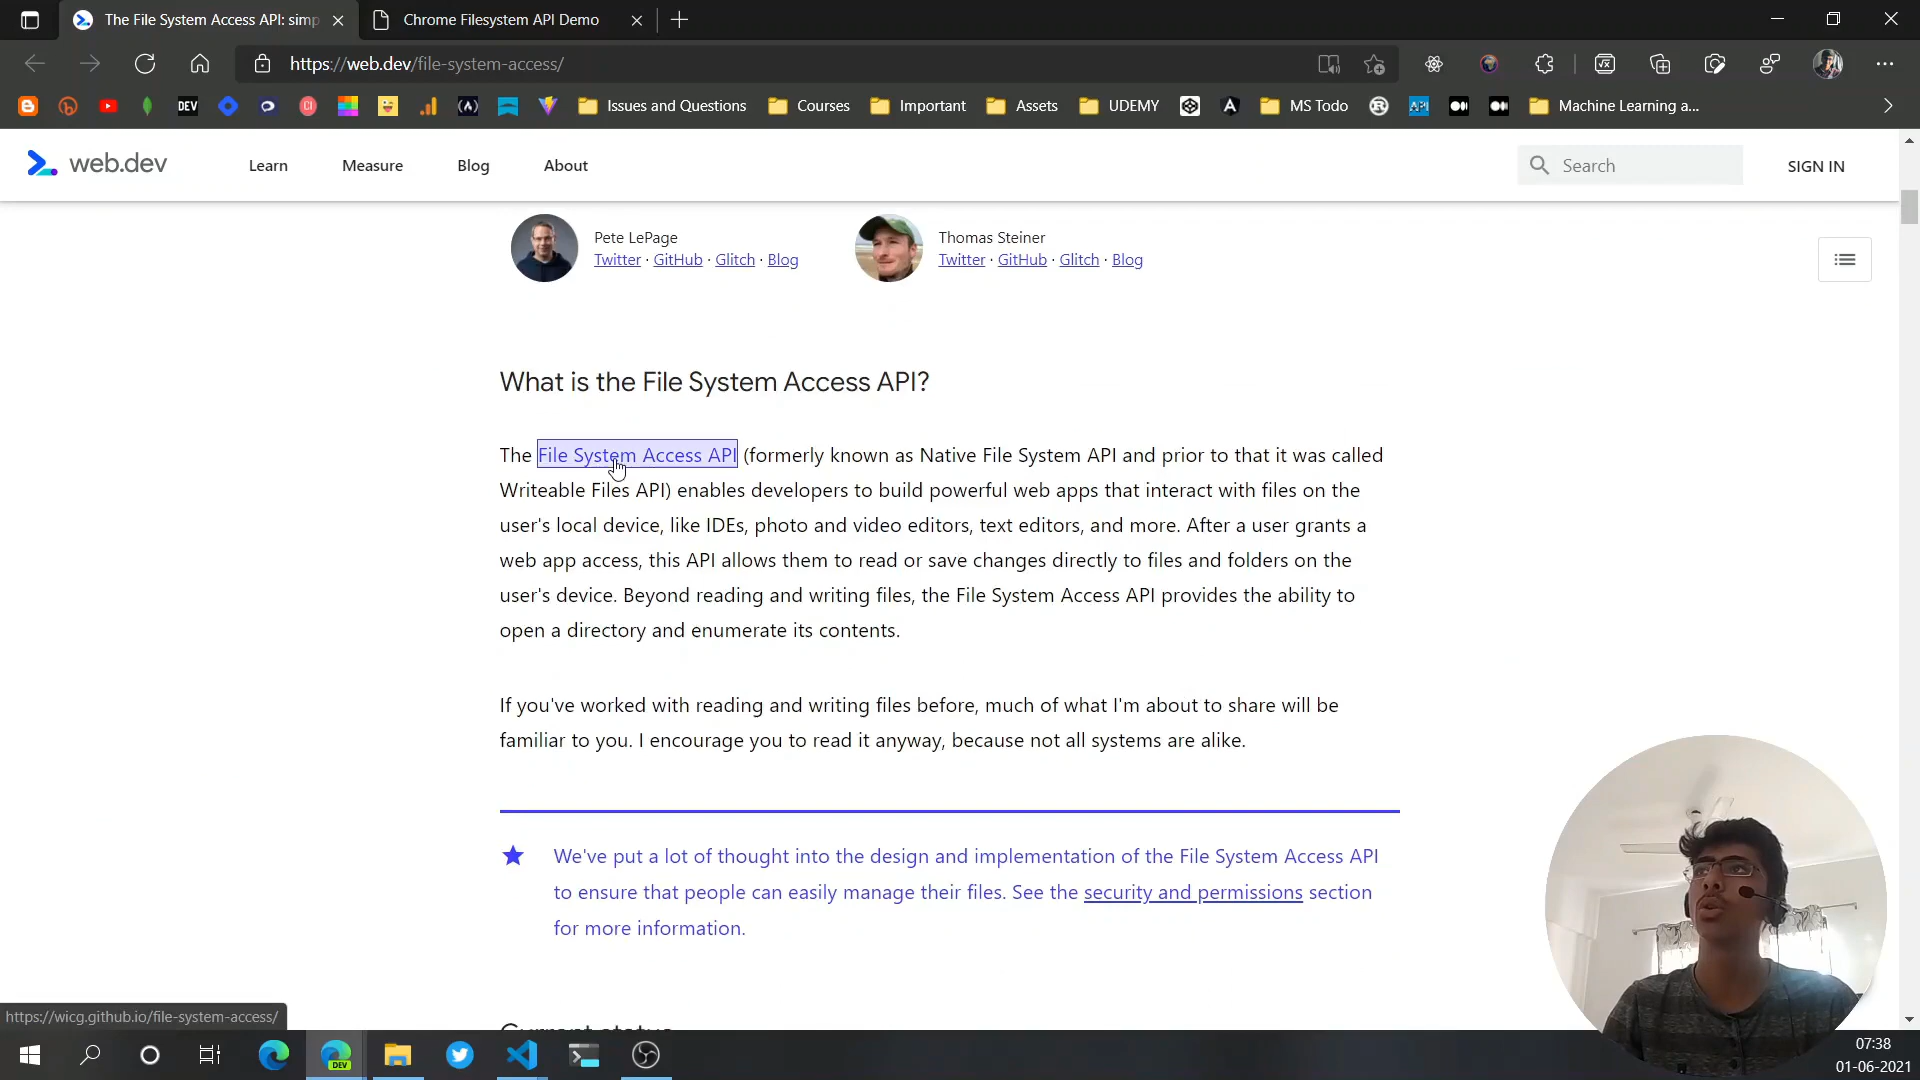 The File System Access API: simp
Chrome Filesystem API Demo
https://web.dev/file-system-access/
DEV
Issues and Questions
Courses
Important
Assets
UDEMY
MS Todo
Machine Learning a...
web.dev
Learn
Measure
Blog
About
Search
SIGN IN
Pete LePage
Twitter · GitHub · Glitch · Blog
Thomas Steiner
Twitter · GitHub · Glitch · Blog
What is the File System Access API?
The File System Access API (formerly known as Native File System API and prior to that it was called
Writeable Files API) enables developers to build powerful web apps that interact with files on the
user's local device, like IDEs, photo and video editors, text editors, and more. After a user grants a
web app access, this API allows them to read or save changes directly to files and folders on the
user's device. Beyond reading and writing files, the File System Access API provides the ability to
open a directory and enumerate its contents.
If you've worked with reading and writing files before, much of what I'm about to share will be
familiar to you. I encourage you to read it anyway, because not all systems are alike.
We've put a lot of thought into the design and implementation of the File System Access API
to ensure that people can easily manage their files. See the security and permissions section
for more information.
Current status
https://wicg.github.io/file-system-access/
DEV
07:38
01-06-2021